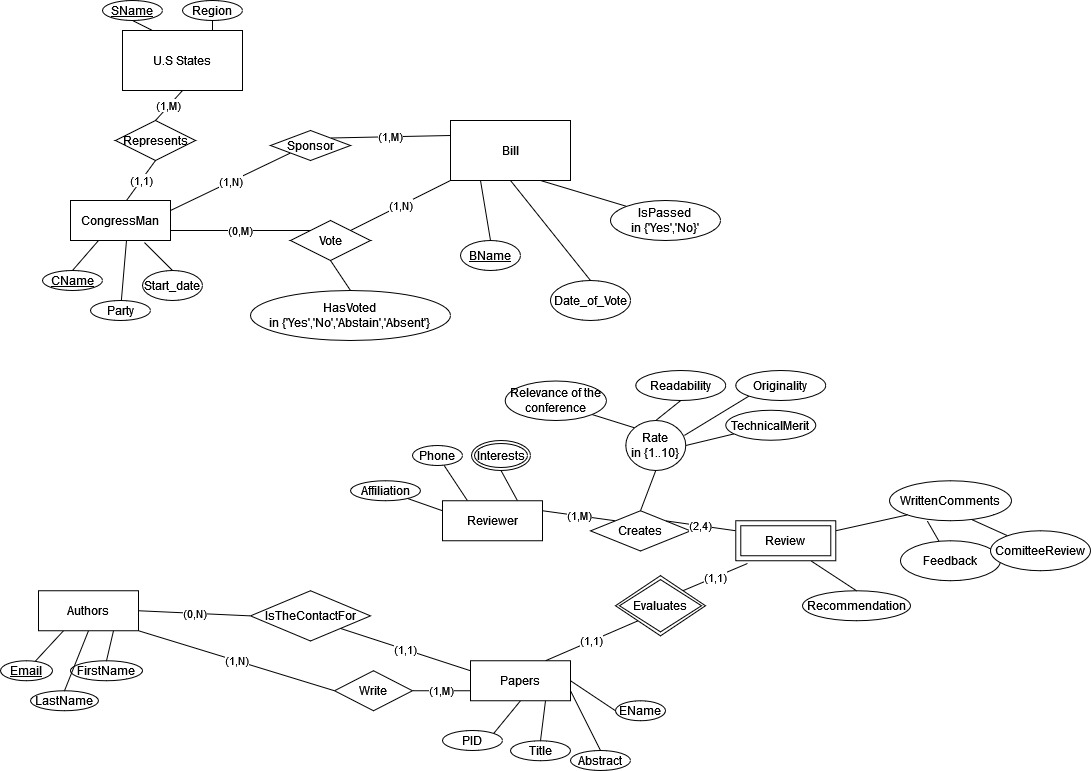 SName
Region
U.S States
(1,M)
Represents
(1,1)
CongressMan
CName
Party
Start_date
Sponsor
(1,M)
(1,N)
(0,M)
Vote
(1,N)
HasVoted
in {'Yes','No','Abstain','Absent'}
Bill
BName
Date_of_Vote
IsPassed
in {'Yes','No}'
Relevance of the
conference
Readability
Originality
TechnicalMerit
Rate
in {1..10}
Phone
Interests
Affiliation
Reviewer
(1,M)
Creates
(2,4)
Review
WrittenComments
Feedback
ComitteeReview
Recommendation
(1,1)
Evaluates
(1,1)
Authors
(0,N)
IsTheContactFor
(1,1)
Email
LastName
FirstName
(1,N)
Write
(1,M)
Papers
PID
Title
Abstract
EName